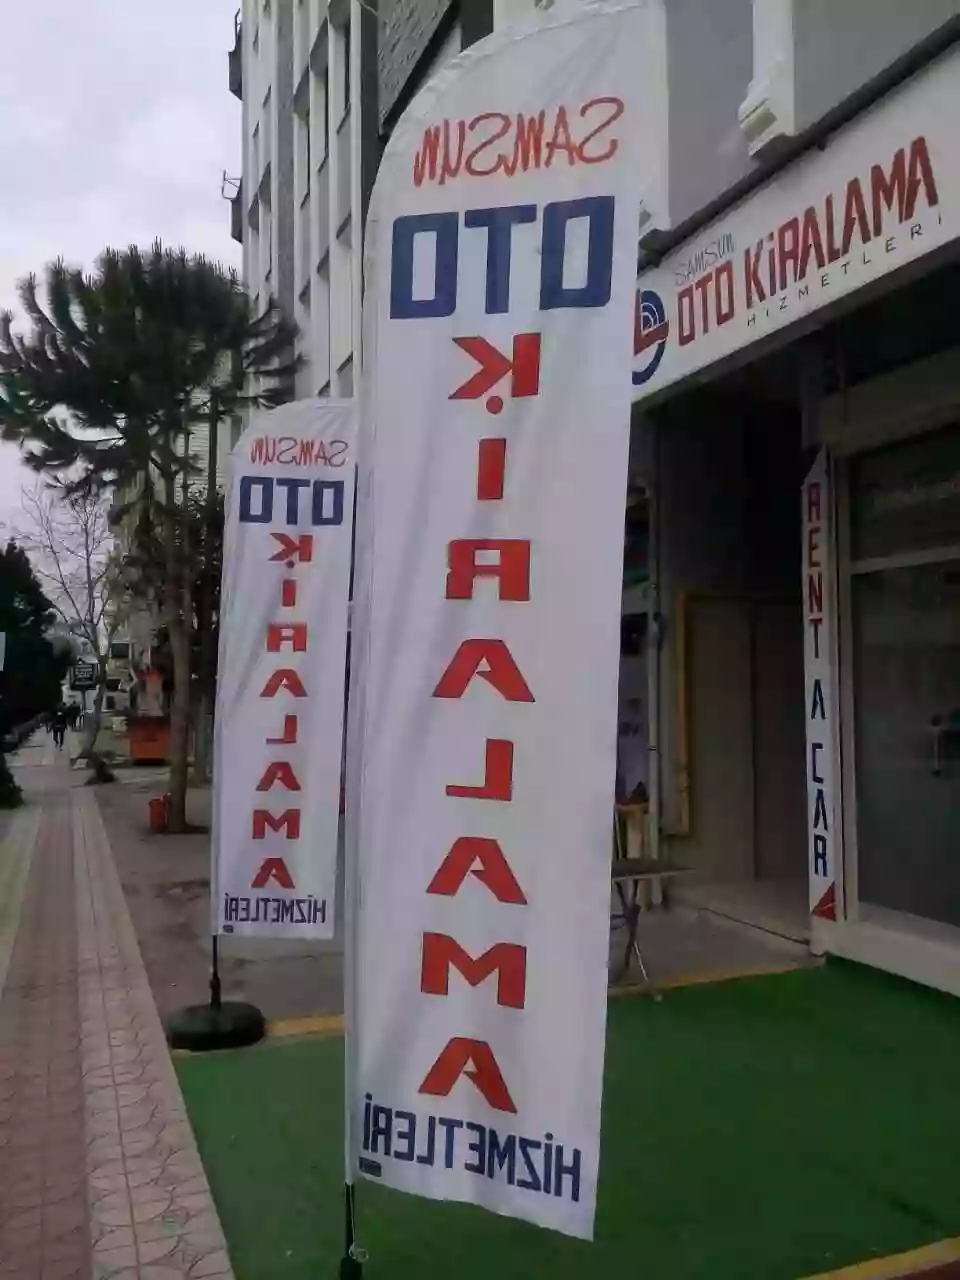 SAMSUN
OTO
KİRALAMA
HİZMETLERİ
SAMSUN
OTO
KİRALAMA
HİZMETLERİ
SAMSUN
OTO KİRALAMA
HİZMETLERİ
RENT A CAR